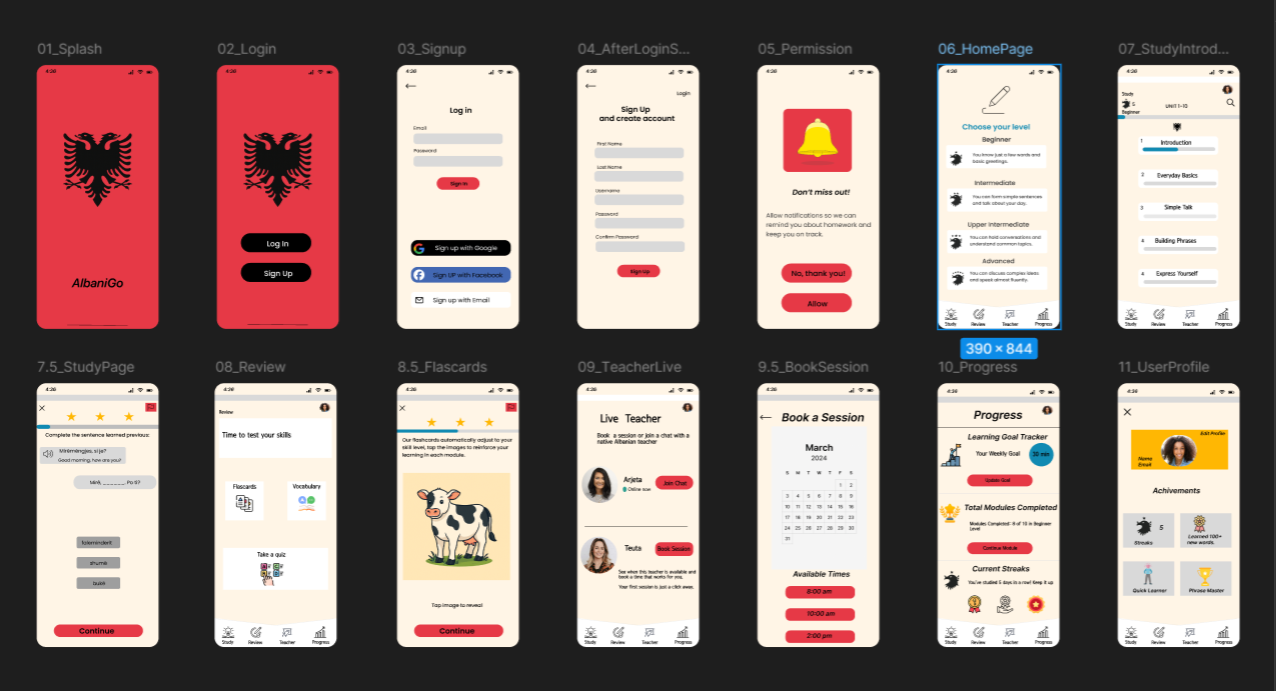 01_Splash
4:20
AlbaniGo
02_Login
4:20
Log In
Sign Up
03_Signup
4:20
Log in
Email
Password
Sign In
Sign up with Google
Sign UP with Facebook
Sign up with Email
04_AfterLoginS...
4:20
Login
Sign Up
and create account
First Name
Last Name
Username
Password
Confirm Password
Sign Up
05_Permission
4:20
Don't miss out!
Allow notifications so we can
remind you about homework and
keep you on track.
No, thank you!
Allow
06_HomePage
4:20
Choose your level
Beginner
You know just a few words and
basic greetings.
Intermediate
You can form simple sentences
and talk about your day.
Upper Intermediate
You can hold conversations and
understand common topics.
Advanced
You can discuss complex ideas
and speak almost fluently.
Study
Review
Teacher
Progress
390 × 844
07_StudyIntrod...
4:20
Study
5
Beginner
UNIT 1-10
1
Introduction
2
Everyday Basics
3
Simple Talk
4
Building Phrases
4
Express Yourself
Study
Review
Teacher
Progress
7.5_StudyPage
4:20
Complete the sentence learned previous:
Mirëmëngjes, si je?
Good morning, how are you?
Mirë, ______ Po ti?
falemindent
shumë
bukër
Continue
08_Review
4:20
Review
Time to test your skills
Flascards
Vocabulary
Take a quiz
Study
Review
Teacher
Progress
8.5_Flascards
4:20
Our flashcards automatically adjust to your
skill level, tap the images to reinforce your
learning in each module.
Tap image to reveal
Continue
09_TeacherLive
4:20
Live Teacher
Book a session or join a chat with a
native Albanian teacher
Arjeta
Online now
Join Chat
Teuta
Book Session
See when this teacher is available and
book a time that works for you.
Your first session is just a click away.
Study
Review
Teacher
Progress
9.5_BookSession
4:20
Book a Session
March
2024
S M T W T F S
1 2
3 4 5 6 7 8 9
10 11 12 13 14 15 16
17 18 19 20 21 22 23
24 25 26 27 28 29 30
31
Available Times
8:00 am
10:00 am
2:00 pm
10_Progress
4:20
Progress
Learning Goal Tracker
Your Weekly Goal
30 min
Update Goal
Total Modules Completed
Modules Completed: 6 of 10 in Beginner
Level
Continue Module
Current Streaks
You've studied 5 days in a row! Keep it up
Study
Review
Teacher
Progress
11_UserProfile
4:20
Edit Profile
Name
Email
Achivements
5
Streaks
Learned 100+
new words.
Quick Learner
Phrase Master
Study
Review
Teacher
Progress